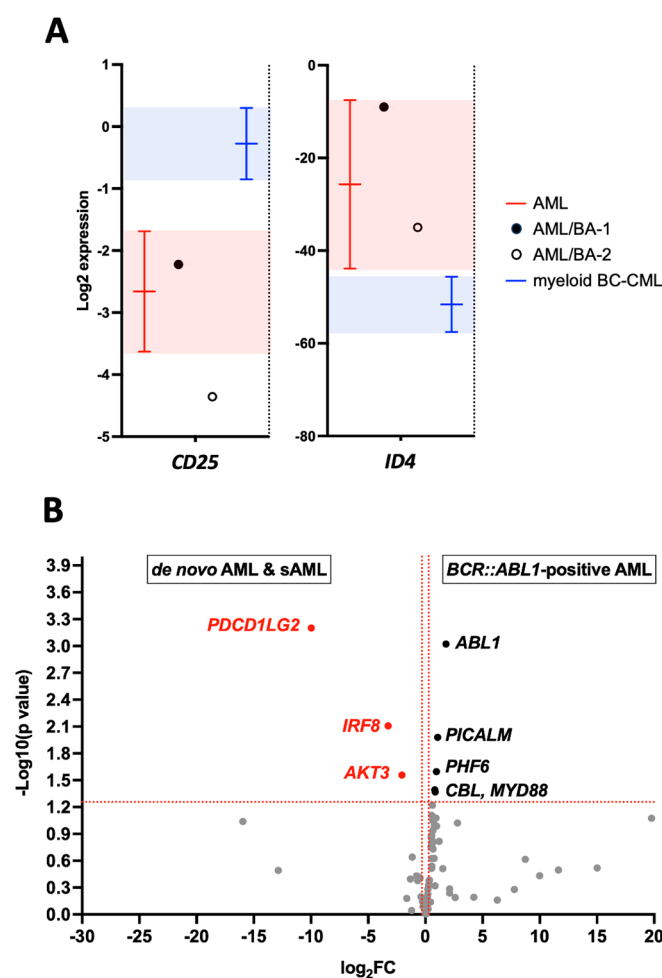 A
Log2 expression
1
0
-1
-2
-3
-4
-5
CD25
0
-20
-40
-60
-80
ID4
AML
AML/BA-1
AML/BA-2
myeloid BC-CML
B
-Log10(p value)
3.9
3.6
3.3
3.0
2.7
2.4
2.1
1.8
1.5
1.2
0.9
0.6
0.3
0.0
de novo AML & sAML
BCR::ABL1-positive AML
PDCD1LG2
ABL1
IRF8
PICALM
AKT3
PHF6
CBL, MYD88
-30 -25 -20 -15 -10 -5 0 5 10 15 20
log₂FC